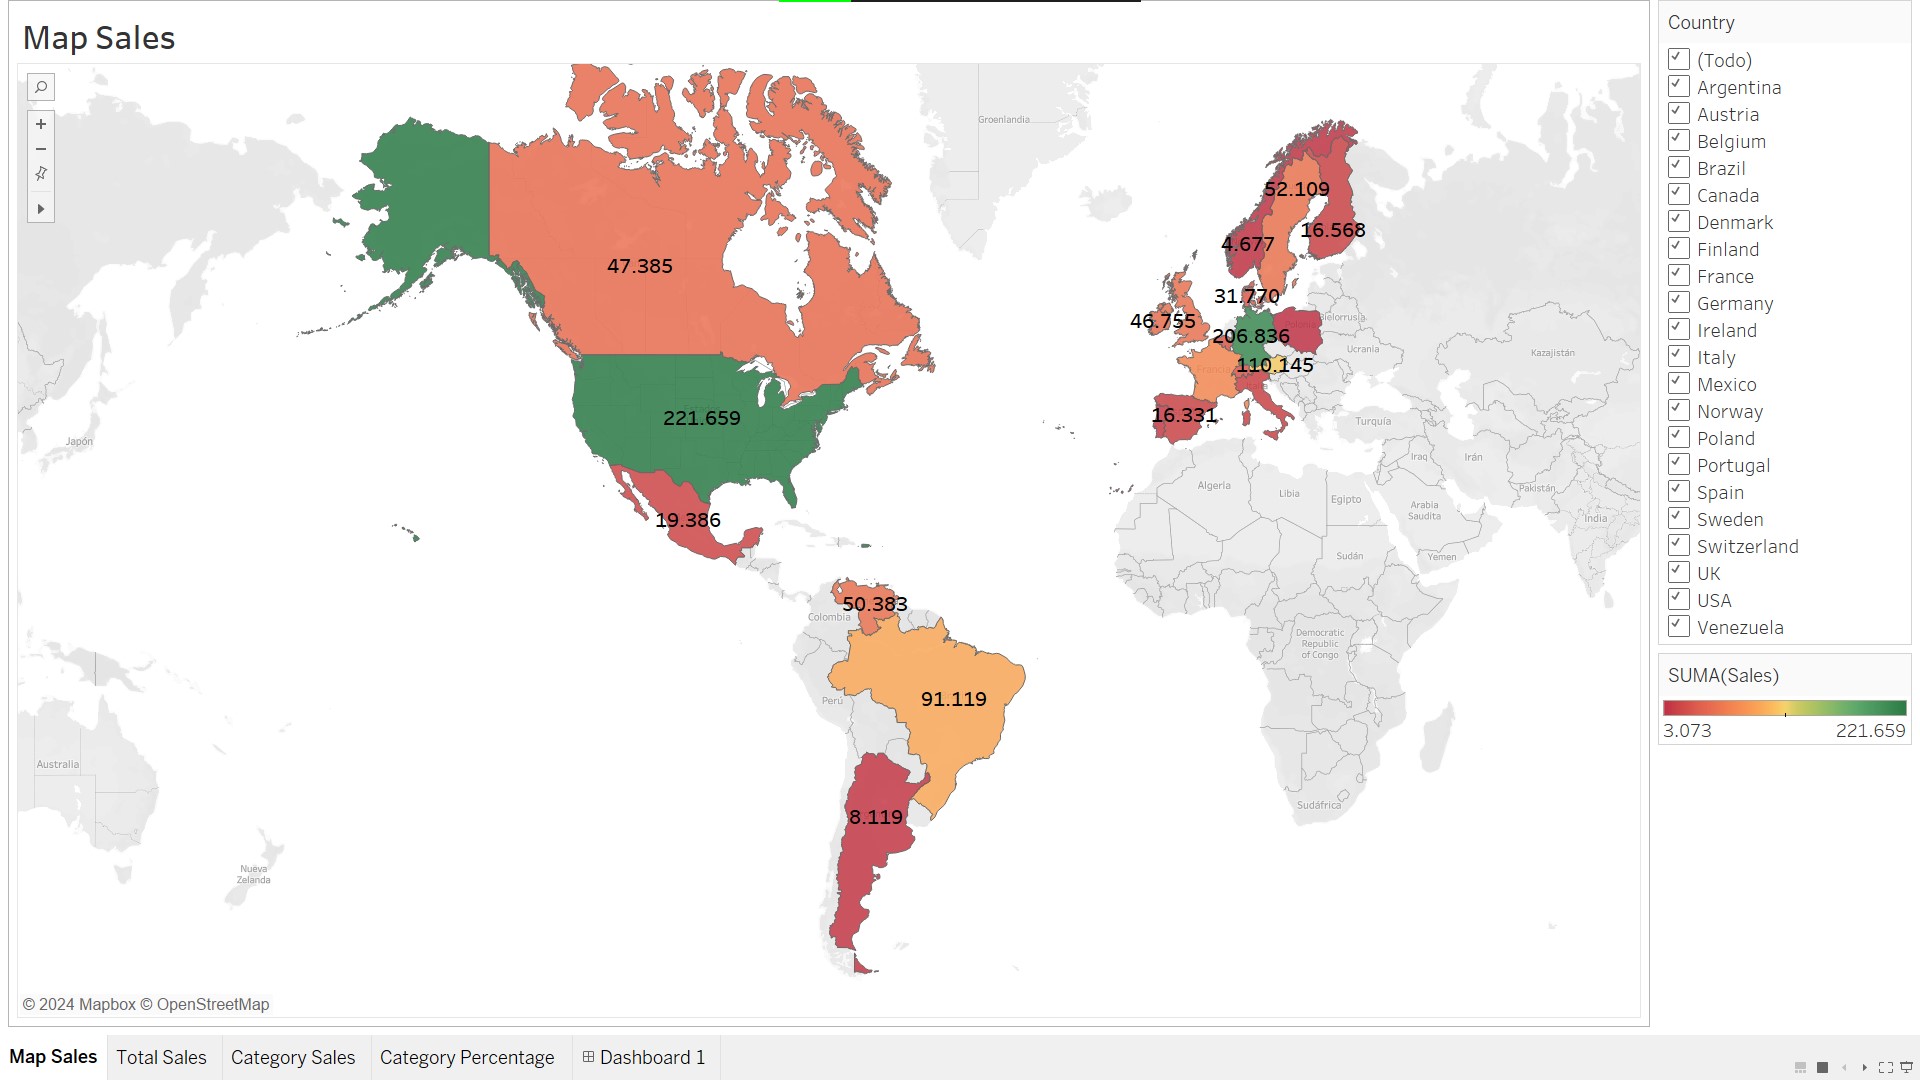 Map Sales
Groenlandia
52.109
16.568
4.677
47.385
31.770
46.755
Bielorrusia
206.836
Ucrania
Kazajistán
110.145
Francia
221.659
16.331
Turquía
Japón
Iraq
Irán
Algeria
Libia
Egipto
Pakistán
Arabia
Saudita
India
19.386
Sudán
Yemen
50.383
Colombia
Democratic
Republic
of Congo
91.119
Perú
Australia
8.119
Sudáfrica
Nueva
Zelanda
© 2024 Mapbox © OpenStreetMap
Country
(Todo)
Argentina
Austria
Belgium
Brazil
Canada
Denmark
Finland
France
Germany
Ireland
Italy
Mexico
Norway
Poland
Portugal
Spain
Sweden
Switzerland
UK
USA
Venezuela
SUMA(Sales)
3.073 221.659
Map Sales Total Sales Category Sales Category Percentage Dashboard 1